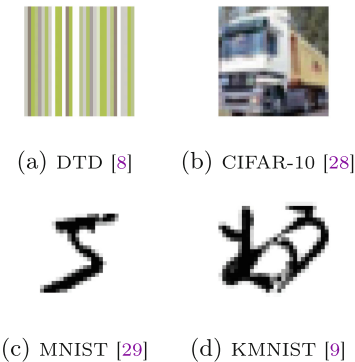 (a) DTD [8]
(b) CIFAR-10 [28]
5
(c) MNIST [29]
(d) KMNIST [9]